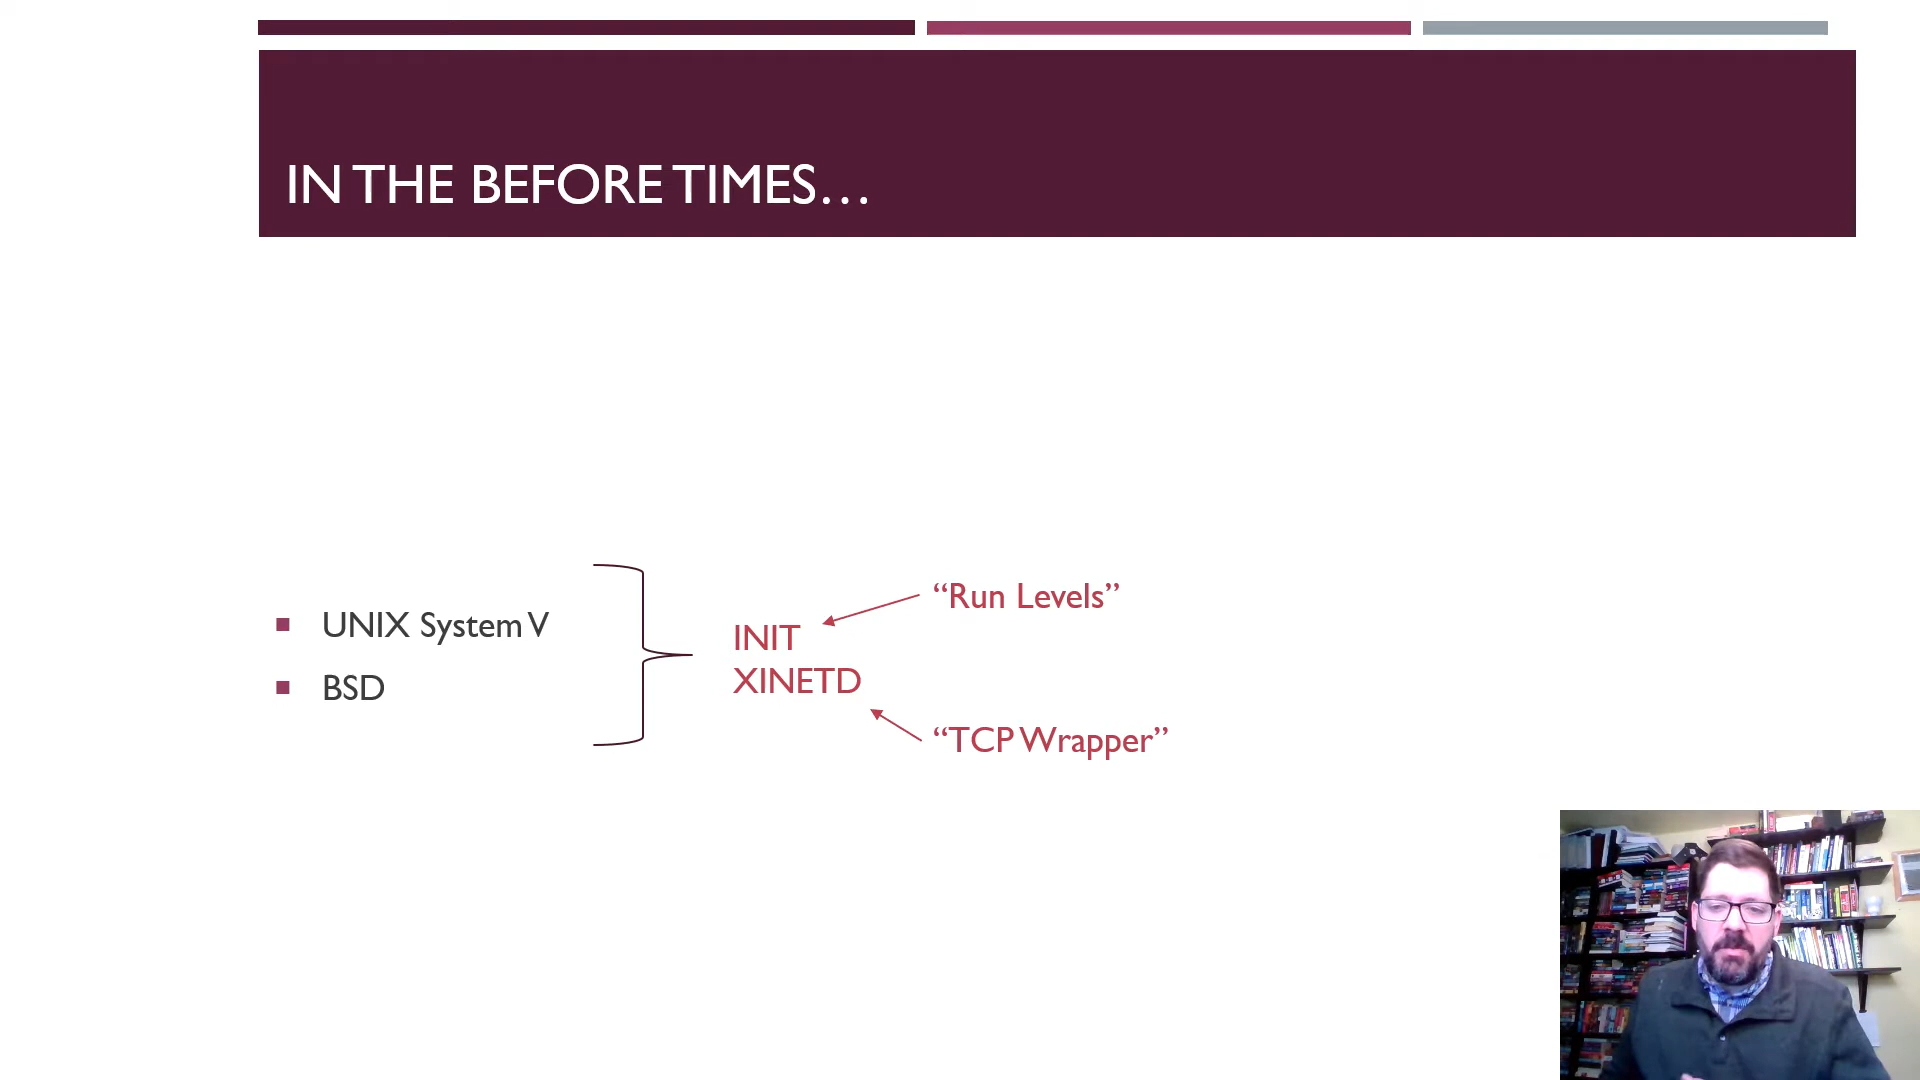 IN THE BEFORE TIMES…
UNIX System V
BSD
INIT
XINETD
“Run Levels”
“TCP Wrapper”